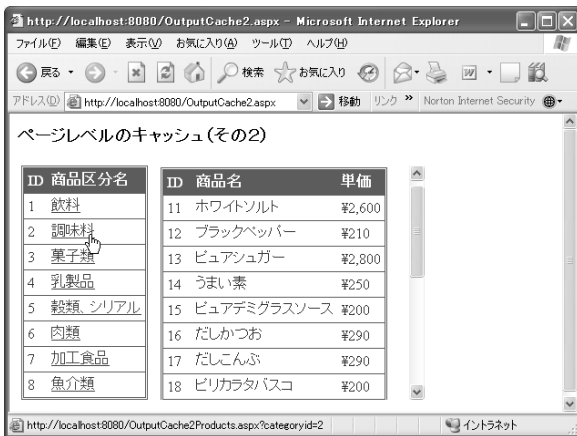 http://localhost:8080/OutputCache2.aspx - Microsoft Internet Explorer
ファイル(F) 編集(E) 表示(V) お気に入り(A) ツール(T) ヘルプ(H)
戻る 検索 お気に入り
アドレス(D) http://localhost:8080/OutputCache2.aspx 移動 リンク » Norton Internet Security
ページレベルのキャッシュ(その2)
ID 商品区分名
1 飲料
2 調味料
3 菓子類
4 乳製品
5 穀類、シリアル
6 肉類
7 加工食品
8 魚介類
ID 商品名 単価
11 ホワイトソルト ¥2,600
12 ブラックペッパー ¥210
13 ピュアシュガー ¥2,800
14 うまい素 ¥250
15 ピュアデミグラスソース ¥200
16 だしかつお ¥290
17 だしこんぶ ¥290
18 ピリカラタバスコ ¥200
http://localhost:8080/OutputCache2Products.aspx?categoryid=2 イントラネット